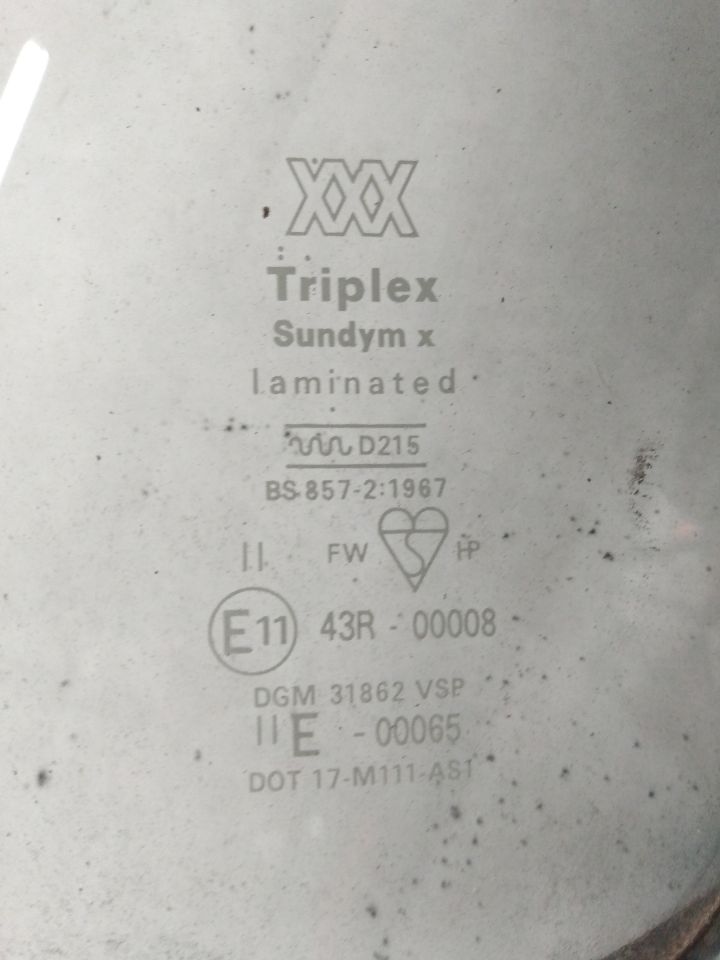 XXX
Triplex
Sundym x
laminated
D215
BS 857-2:1967
II FW HP
E11 43R - 00008
DGM 31862 VSP
II E - 00065
DOT 17-M111-AS1